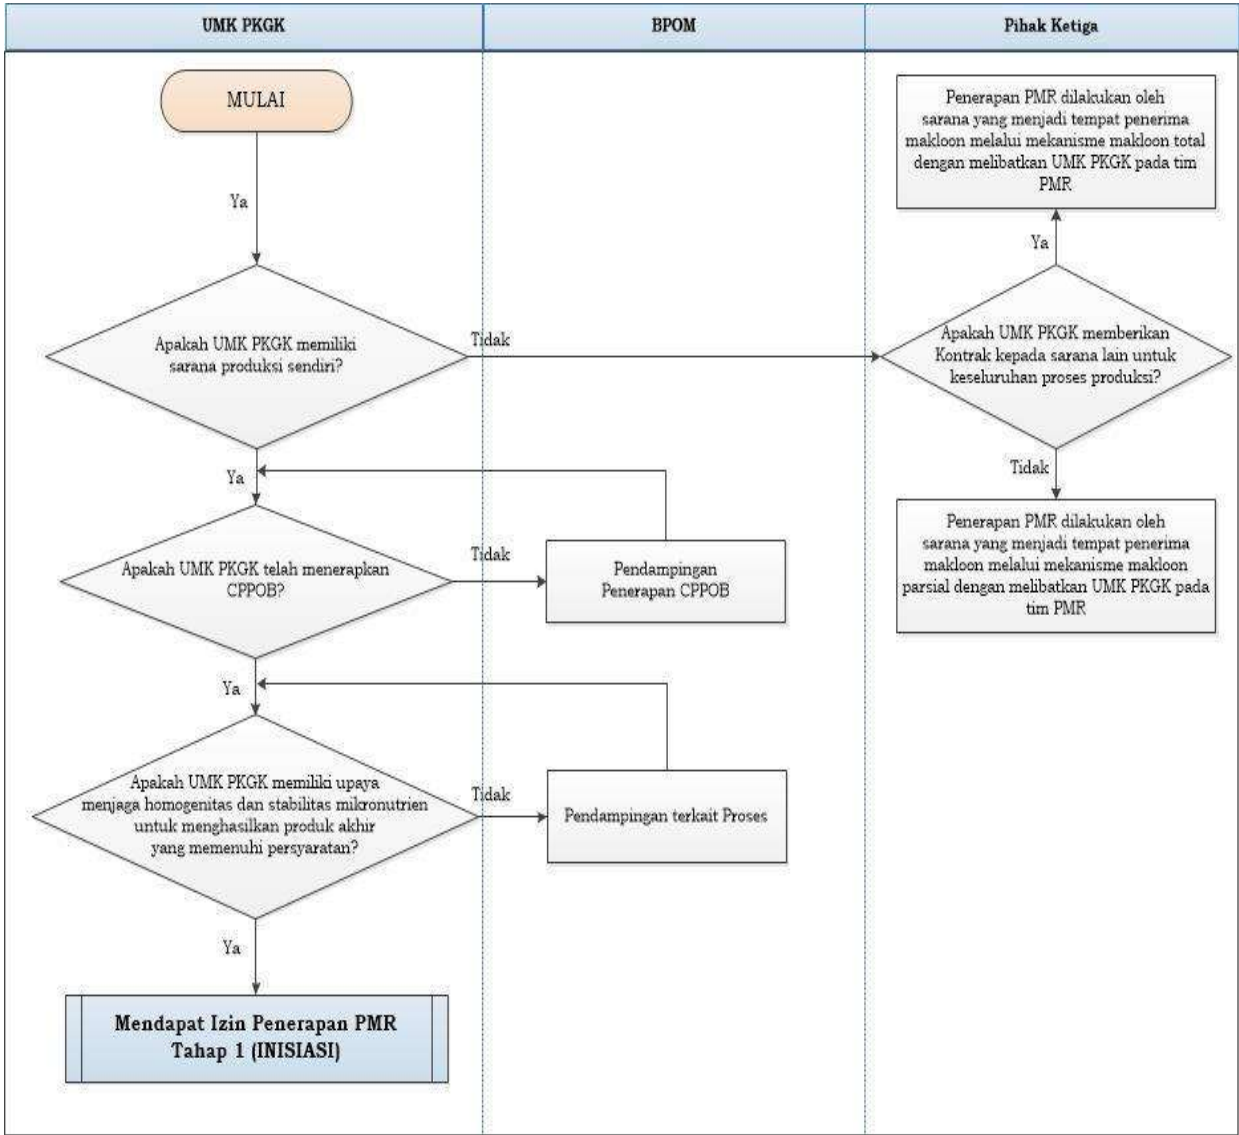 UMK PKGK
BPOM
Pihak Ketiga
MULAI
Ya
Apakah UMK PKGK memiliki
sarana produksi sendiri?
Tidak
Ya
Apakah UMK PKGK telah menerapkan
CPPOB?
Tidak
Pendampingan
Penerapan CPPOB
Ya
Apakah UMK PKGK memiliki upaya
menjaga homogenitas dan stabilitas mikronutrien
untuk menghasilkan produk akhir
yang memenuhi persyaratan?
Tidak
Pendampingan terkait Proses
Ya
Mendapat Izin Penerapan PMR
Tahap 1 (INISIASI)
Penerapan PMR dilakukan oleh
sarana yang menjadi tempat penerima
makloon melalui mekanisme makloon total
dengan melibatkan UMK PKGK pada tim
PMR
Ya
Apakah UMK PKGK memberikan
Kontrak kepada sarana lain untuk
keseluruhan proses produksi?
Tidak
Penerapan PMR dilakukan oleh
sarana yang menjadi tempat penerima
makloon melalui mekanisme makloon
parsial dengan melibatkan UMK PKGK pada
tim PMR